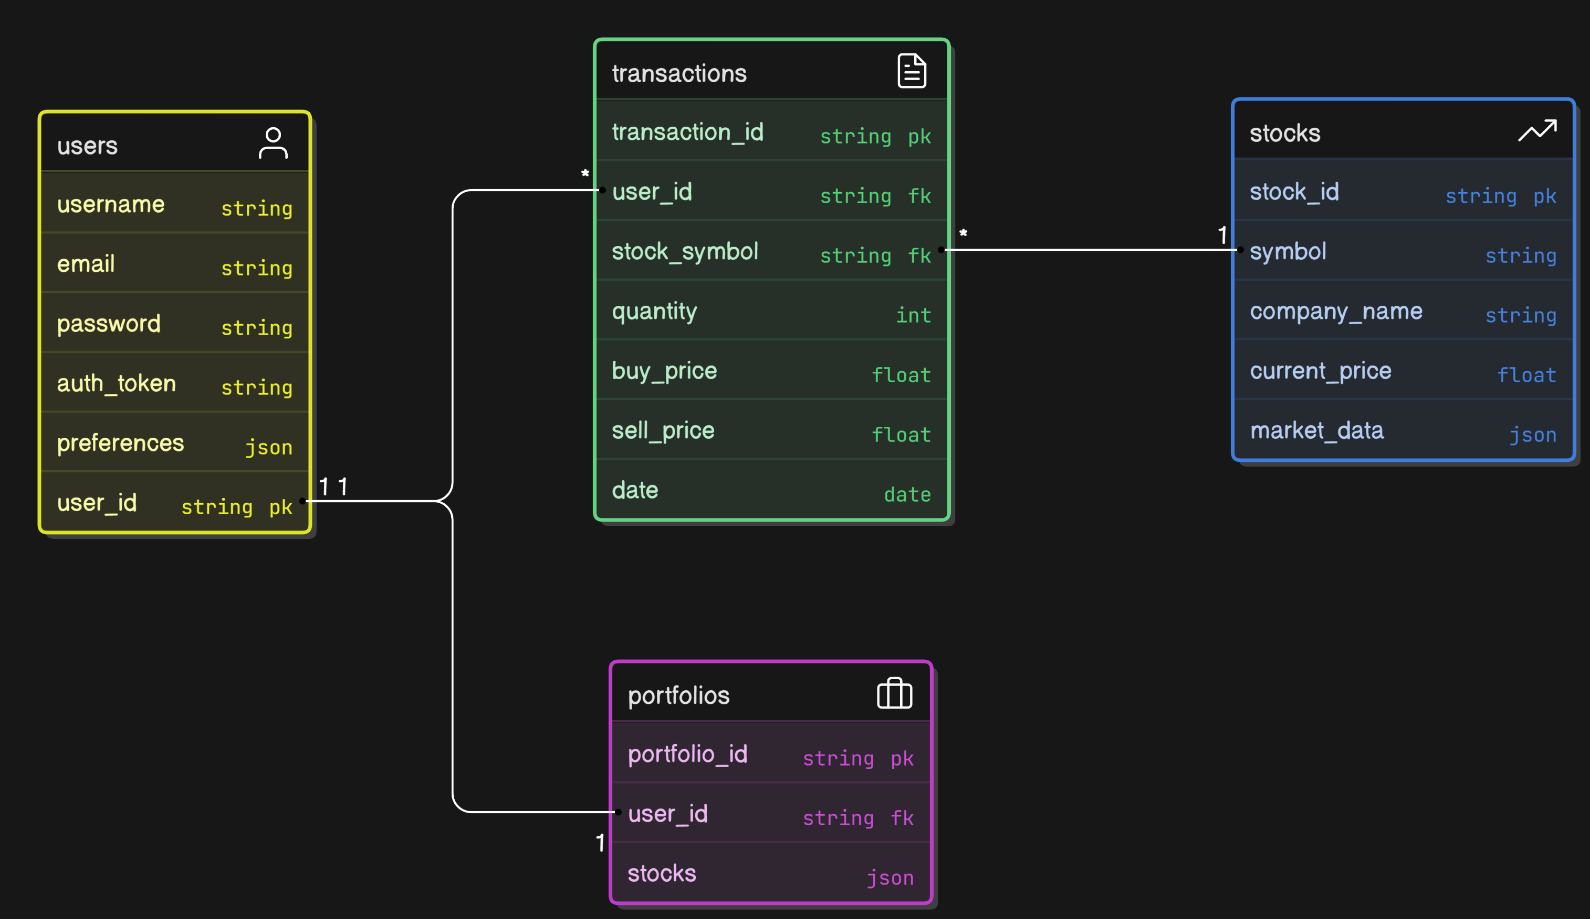 users
username string
email string
password string
auth_token string
preferences json
user_id string pk
1 1
transactions
transaction_id string pk
* user_id string fk
stock_symbol string fk *
quantity int
buy_price float
sell_price float
date date
stocks
stock_id string pk
1 symbol string
company_name string
current_price float
market_data json
portfolios
portfolio_id string pk
user_id string fk
1
stocks json